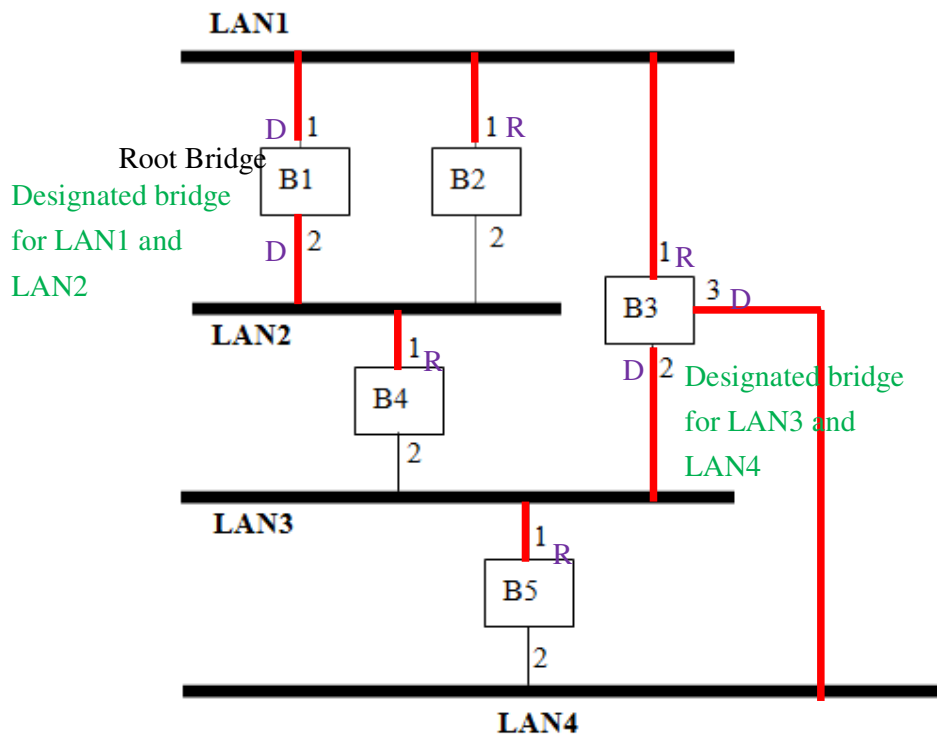 LAN1
D 1
1 R
Root Bridge
B1
B2
Designated bridge
for LAN1 and
LAN2
D 2
2
1 R
B3
3 D
LAN2
1 R
D 2
Designated bridge
for LAN3 and
LAN4
B4
2
LAN3
1 R
B5
2
LAN4